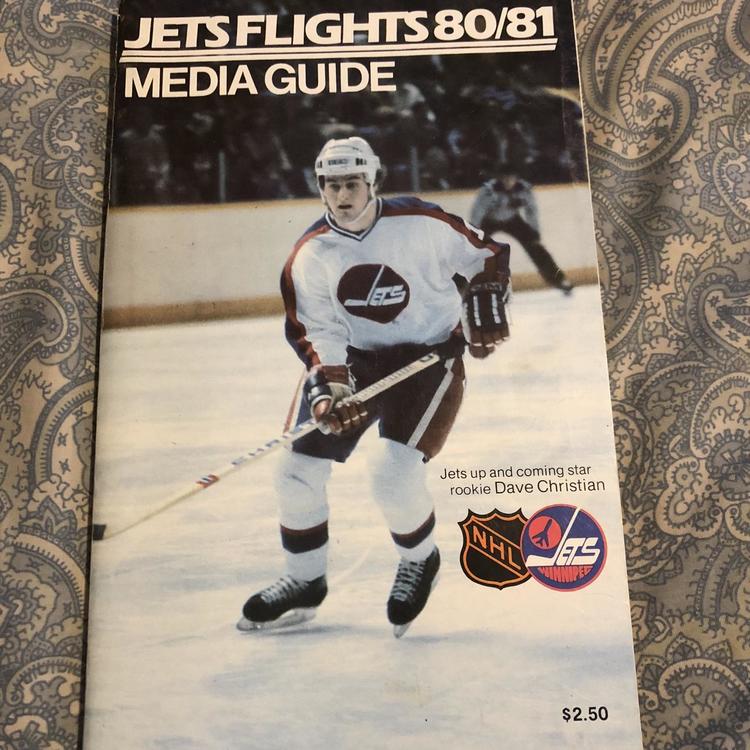 JETS FLIGHTS 80/81
MEDIA GUIDE
JETS
Jets up and coming star
rookie Dave Christian
NHL
JETS
WINNIPEG
$2.50